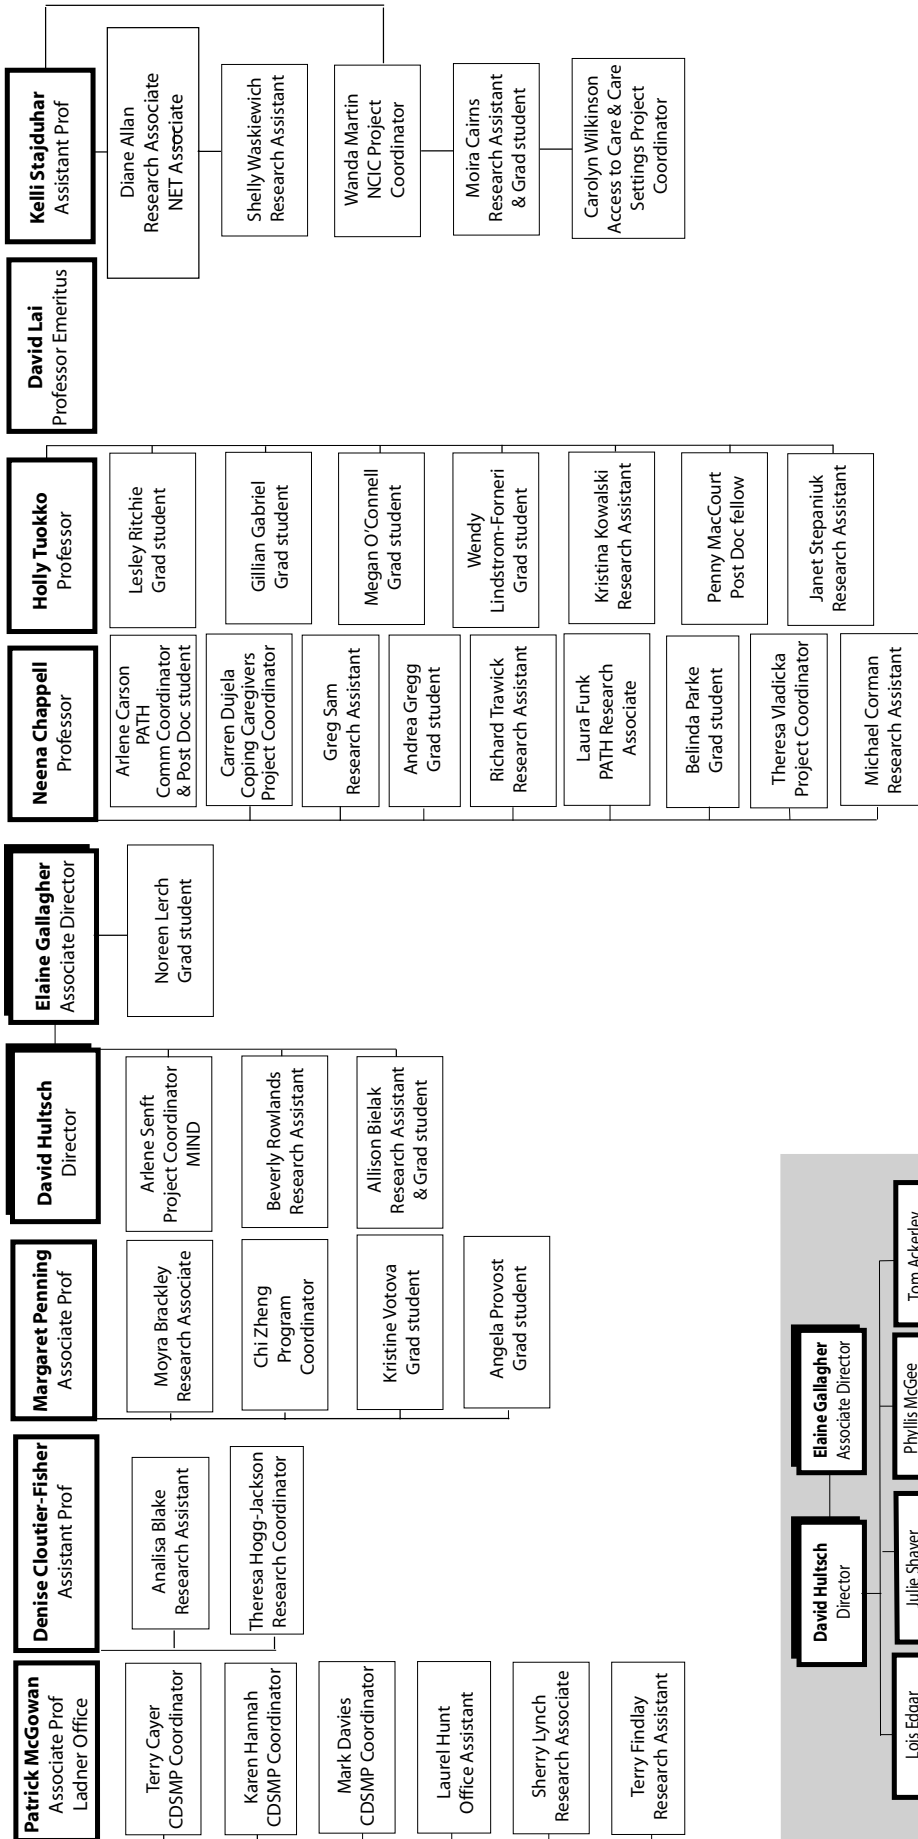 Patrick McGowan
Associate Prof
Ladner Office
Terry Cayer
CDSMP Coordinator
Karen Hannah
CDSMP Coordinator
Mark Davies
CDSMP Coordinator
Laurel Hunt
Office Assistant
Sherry Lynch
Research Associate
Terry Findlay
Research Assistant
Denise Cloutier-Fisher
Assistant Prof
Analisa Blake
Research Assistant
Theresa Hogg-Jackson
Research Coordinator
Margaret Penning
Associate Prof
Moyra Brackley
Research Associate
Chi Zheng
Program
Coordinator
Kristine Votova
Grad student
Angela Provost
Grad student
David Hultsch
Director
Arlene Senft
Project Coordinator
MIND
Beverly Rowlands
Research Assistant
Allison Bielak
Research Assistant
& Grad student
Elaine Gallagher
Associate Director
Noreen Lerch
Grad student
Neena Chappell
Professor
Arlene Carson
PATH
Comm Coordinator
& Post Doc student
Carren Dujela
Coping Caregivers
Project Coordinator
Greg Sam
Research Assistant
Andrea Gregg
Grad student
Richard Trawick
Research Assistant
Laura Funk
PATH Research
Associate
Belinda Parke
Grad student
Theresa Vladicka
Project Coordinator
Michael Corman
Research Assistant
Holly Tuokko
Professor
Lesley Ritchie
Grad student
Gillian Gabriel
Grad student
Megan O'Connell
Grad student
Wendy
Lindstrom-Forneri
Grad student
Kristina Kowalski
Research Assistant
Penny MacCourt
Post Doc fellow
Janet Stepaniuk
Research Assistant
David Lai
Professor Emeritus
Kelli Stajduhar
Assistant Prof
Diane Allan
Research Associate
NET Associate
Shelly Waskiewich
Research Assistant
Wanda Martin
NCIC Project
Coordinator
Moira Cairns
Research Assistant
& Grad student
Carolyn Wilkinson
Access to Care & Care
Settings Project
Coordinator
David Hultsch
Director
Elaine Gallagher
Associate Director
Lois Edgar
Julie Shaver
Phyllis McGee
Tom Ackerley